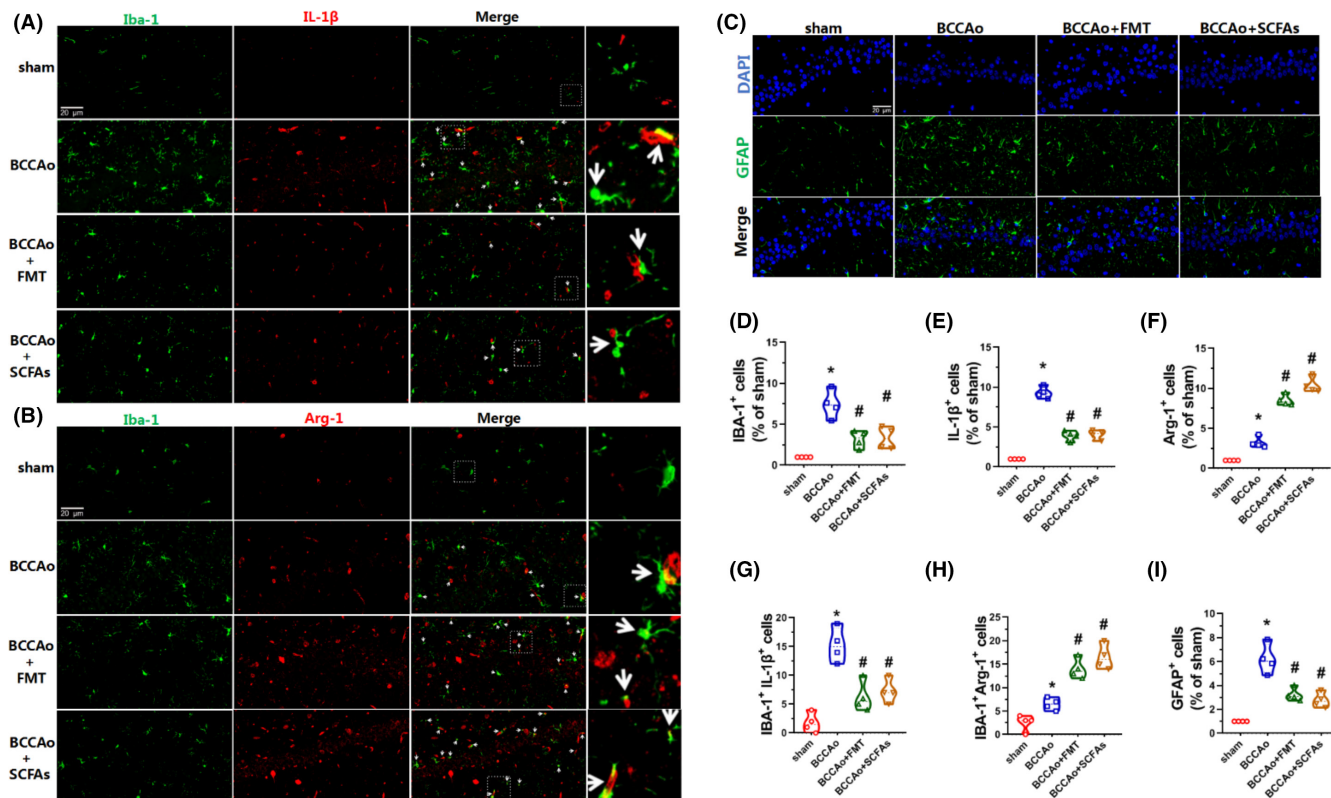 (A)
Iba-1 IL-1β Merge
sham
20 μm
BCCAo
BCCAo
+
FMT
BCCAo
+
SCFAs
(B)
Iba-1 Arg-1 Merge
sham
20 μm
BCCAo
BCCAo
+
FMT
BCCAo
+
SCFAs
(C)
sham BCCAo BCCAo+FMT BCCAo+SCFAs
DAPI
20 μm
GFAP
Merge
(D)
IBA-1+ cells
(% of sham)
15
10
5
0
*
#
#
sham
BCCAo
BCCAo+FMT
BCCAo+SCFAs
(E)
IL-1β+ cells
(% of sham)
15
10
5
0
*
#
#
sham
BCCAo
BCCAo+FMT
BCCAo+SCFAs
(F)
Arg-1+ cells
(% of sham)
15
10
5
0
*
#
#
sham
BCCAo
BCCAo+FMT
BCCAo+SCFAs
(G)
IBA-1+ IL-1β+ cells
25
20
15
10
5
0
*
#
#
sham
BCCAo
BCCAo+FMT
BCCAo+SCFAs
(H)
IBA-1+ Arg-1+ cells
25
20
15
10
5
0
*
#
#
sham
BCCAo
BCCAo+FMT
BCCAo+SCFAs
(I)
GFAP+ cells
(% of sham)
10
8
6
4
2
0
*
#
#
sham
BCCAo
BCCAo+FMT
BCCAo+SCFAs